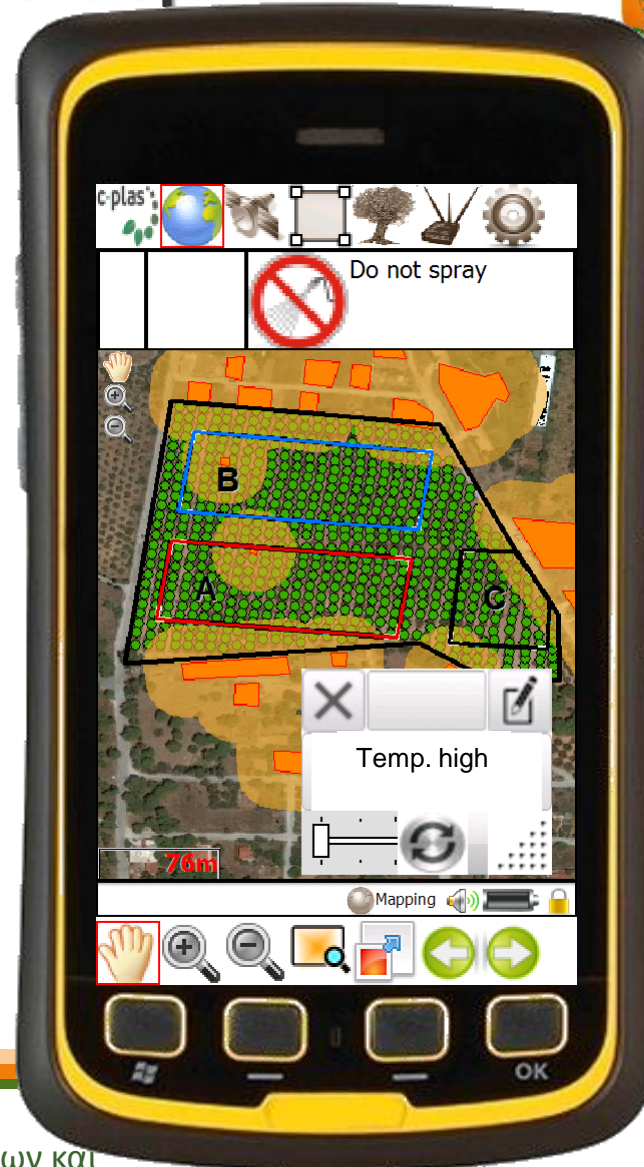 c-plas
Do not spray
B
A
C
Temp. high
76m
Mapping
OK
ων και